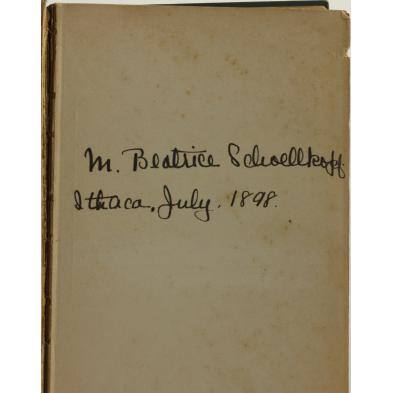 M. Beatrice Schoellkopf.
Ithaca, July. 1898.